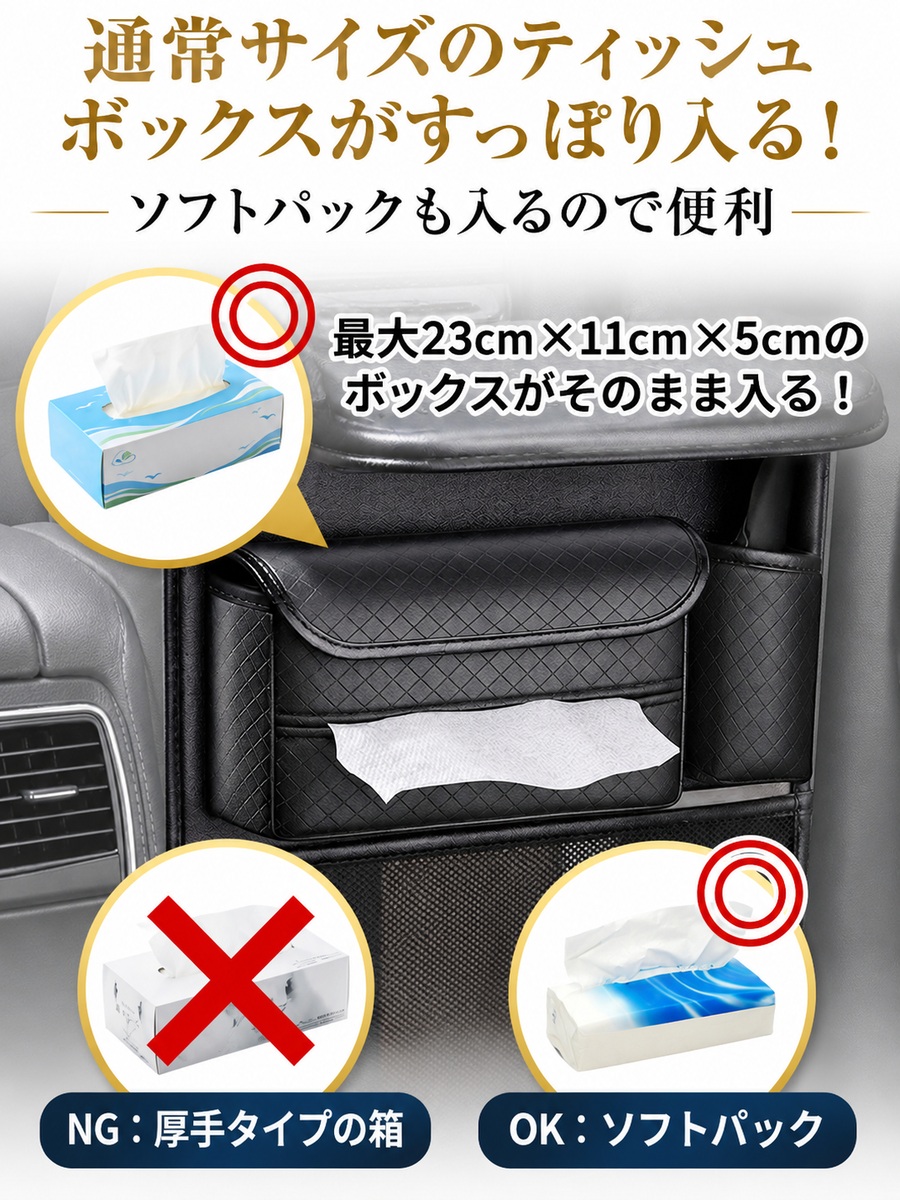 通常サイズのティッシュ
ボックスがすっぽり入る！
ソフトパックも入るので便利
最大23cm×11cm×5cmの
ボックスがそのまま入る！
NG：厚手タイプの箱
OK：ソフトパック